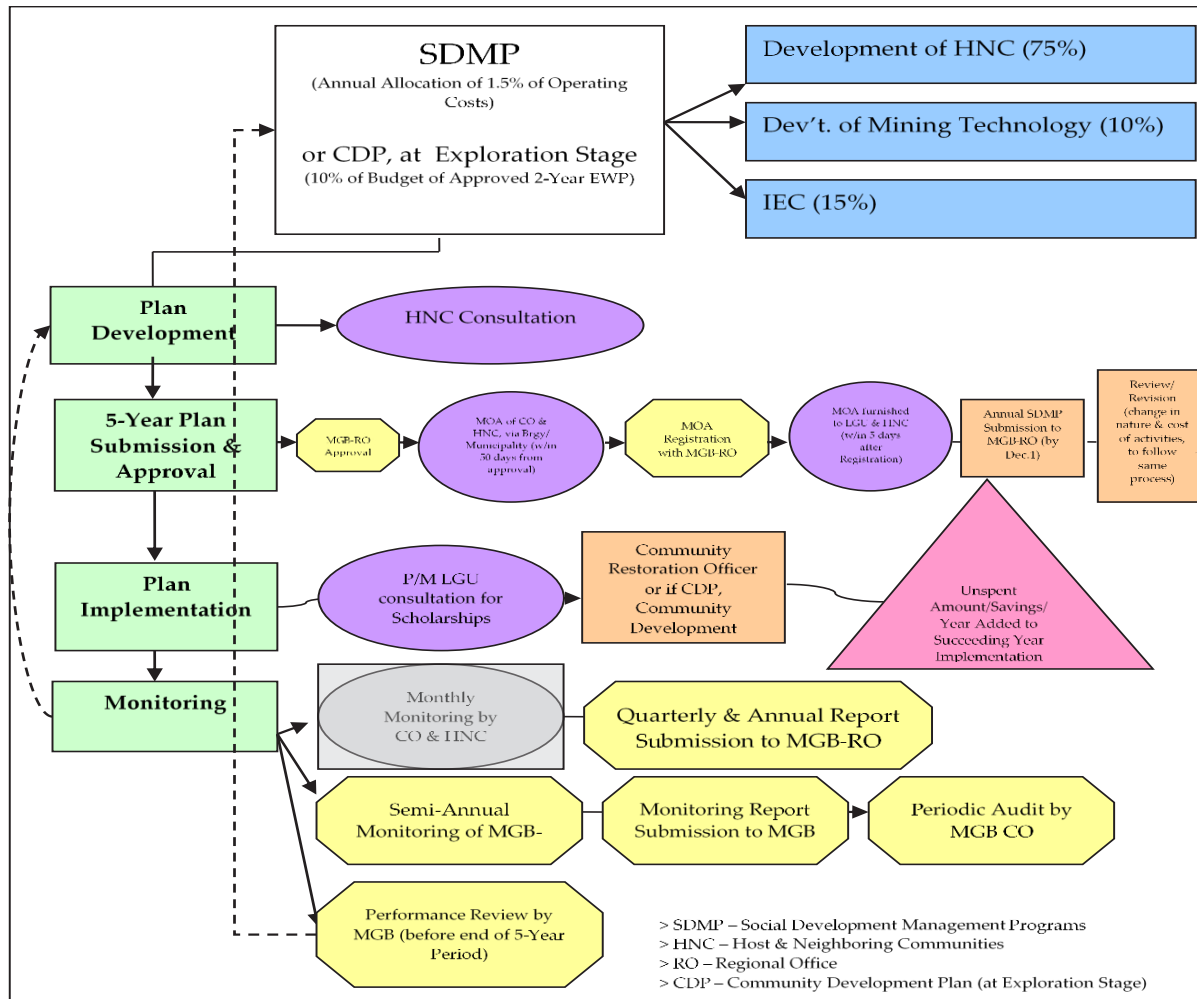 SDMP
(Annual Allocation of 1.5% of Operating
Costs)
or CDP, at Exploration Stage
(10% of Budget of Approved 2-Year EWP)
Development of HNC (75%)
Dev't. of Mining Technology (10%)
IEC (15%)
Plan
Development
HNC Consultation
5-Year Plan
Submission &
Approval
MGB-RO
Approval
MOA of CO &
HNC, via Brgy/
Municipality (w/in
30 days from
approval)
MOA
Registration
with MGB-RO
MOA furnished
to LGU & HNC
(w/in 5 days
after
Registration)
Annual SDMP
Submission to
MGB-RO (by
Dec.1)
Review/
Revision
(change in
nature & cost
of activities,
to follow
same
process)
Plan
Implementation
P/M LGU
consultation for
Scholarships
Community
Restoration Officer
or if CDP,
Community
Development
Unspent
Amount/Savings/
Year Added to
Succeeding Year
Implementation
Monitoring
Monthly
Monitoring by
CO & HNC
Quarterly & Annual Report
Submission to MGB-RO
Semi-Annual
Monitoring of MGB-
Monitoring Report
Submission to MGB
Periodic Audit by
MGB CO
Performance Review by
MGB (before end of 5-Year
Period)
> SDMP – Social Development Management Programs
> HNC – Host & Neighboring Communities
> RO – Regional Office
> CDP – Community Development Plan (at Exploration Stage)